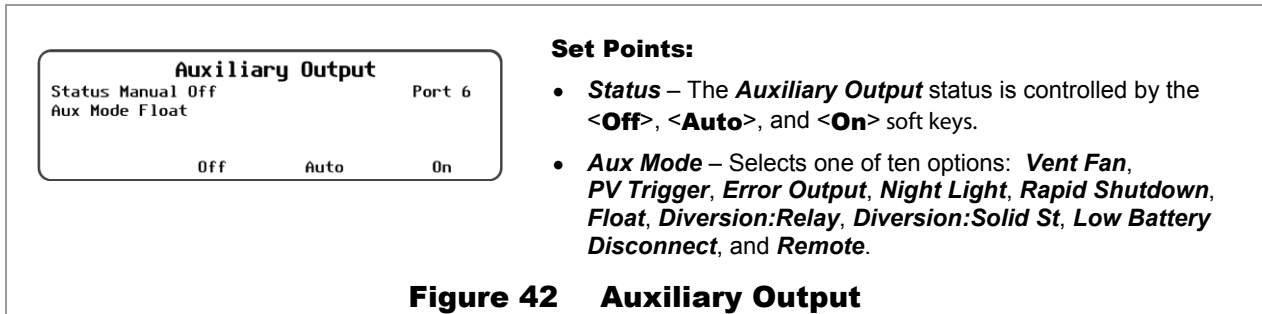 Auxiliary Output
Status Manual Off Port 6
Aux Mode Float
Off Auto On
Set Points:
• Status – The Auxiliary Output status is controlled by the
<Off>, <Auto>, and <On> soft keys.
• Aux Mode – Selects one of ten options: Vent Fan,
PV Trigger, Error Output, Night Light, Rapid Shutdown,
Float, Diversion:Relay, Diversion:Solid St, Low Battery
Disconnect, and Remote.
Figure 42 Auxiliary Output